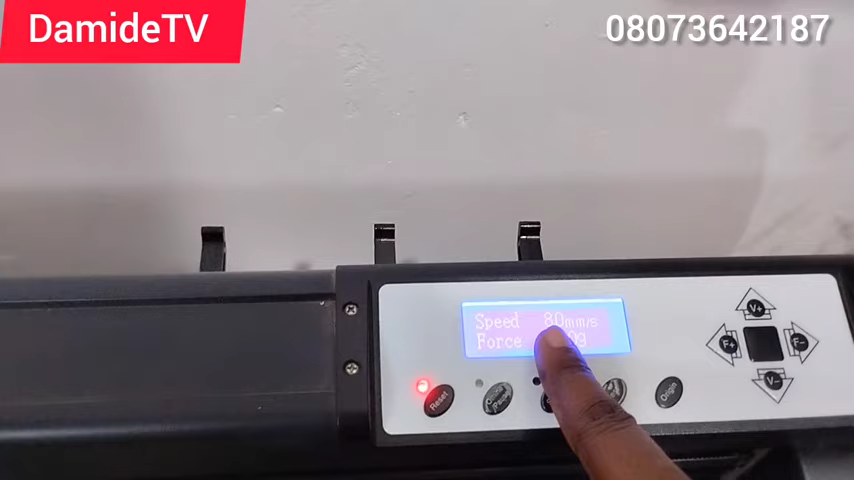 DamideTV
08073642187
Speed 80mm/s
Force
Reset
Origin
V+
F+
F-
V-